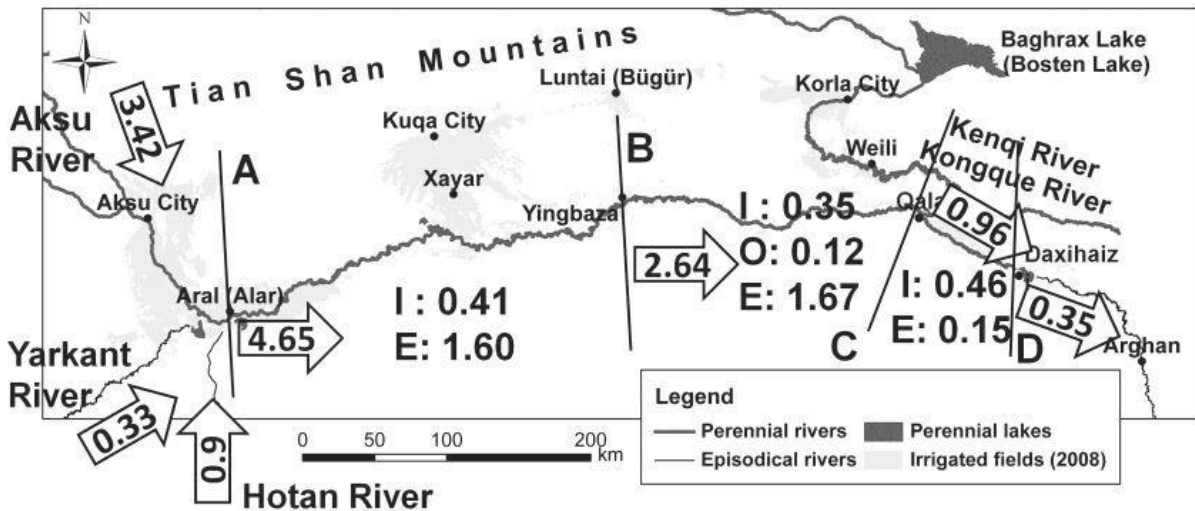 N
Tian Shan Mountains
Baghrax Lake
(Bosten Lake)
Luntai (Bügür)
Korla City
Aksu
River
3.42
Kuqa City
Kenqi River
Kongque River
A
B
Weili
Xayar
Aksu City
Yingbaza
Qala
I : 0.35
0.96
O: 0.12
2.64
Daxihaiz
E: 1.67
I: 0.46
Aral (Alar)
I : 0.41
E: 0.15
0.35
4.65
E: 1.60
C
D
Arghan
Yarkant
River
0.33
0.9
Hotan River
0 50 100 200
km
Legend
Perennial rivers
Perennial lakes
Episodical rivers
Irrigated fields (2008)